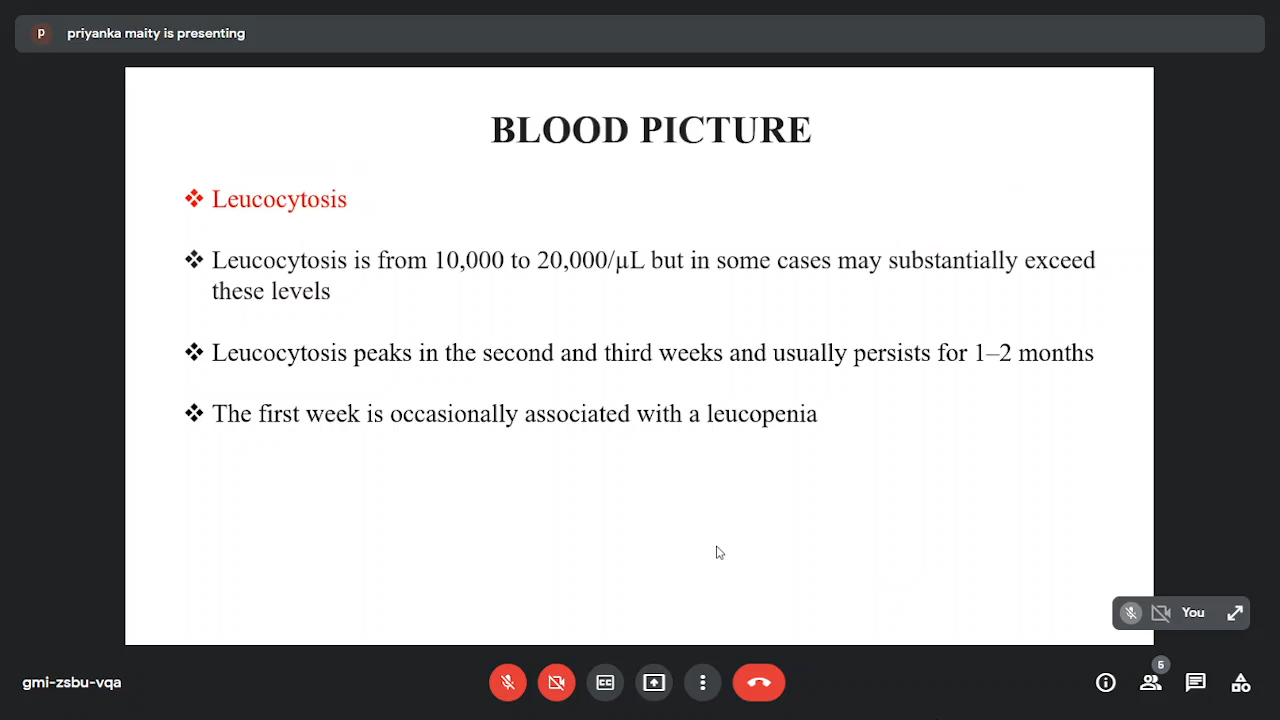 P priyanka maity is presenting
BLOOD PICTURE
❖ Leucocytosis
❖ Leucocytosis is from 10,000 to 20,000/µL but in some cases may substantially exceed
these levels
❖ Leucocytosis peaks in the second and third weeks and usually persists for 1–2 months
❖ The first week is occasionally associated with a leucopenia
You
gmi-zsbu-vqa
CC
5